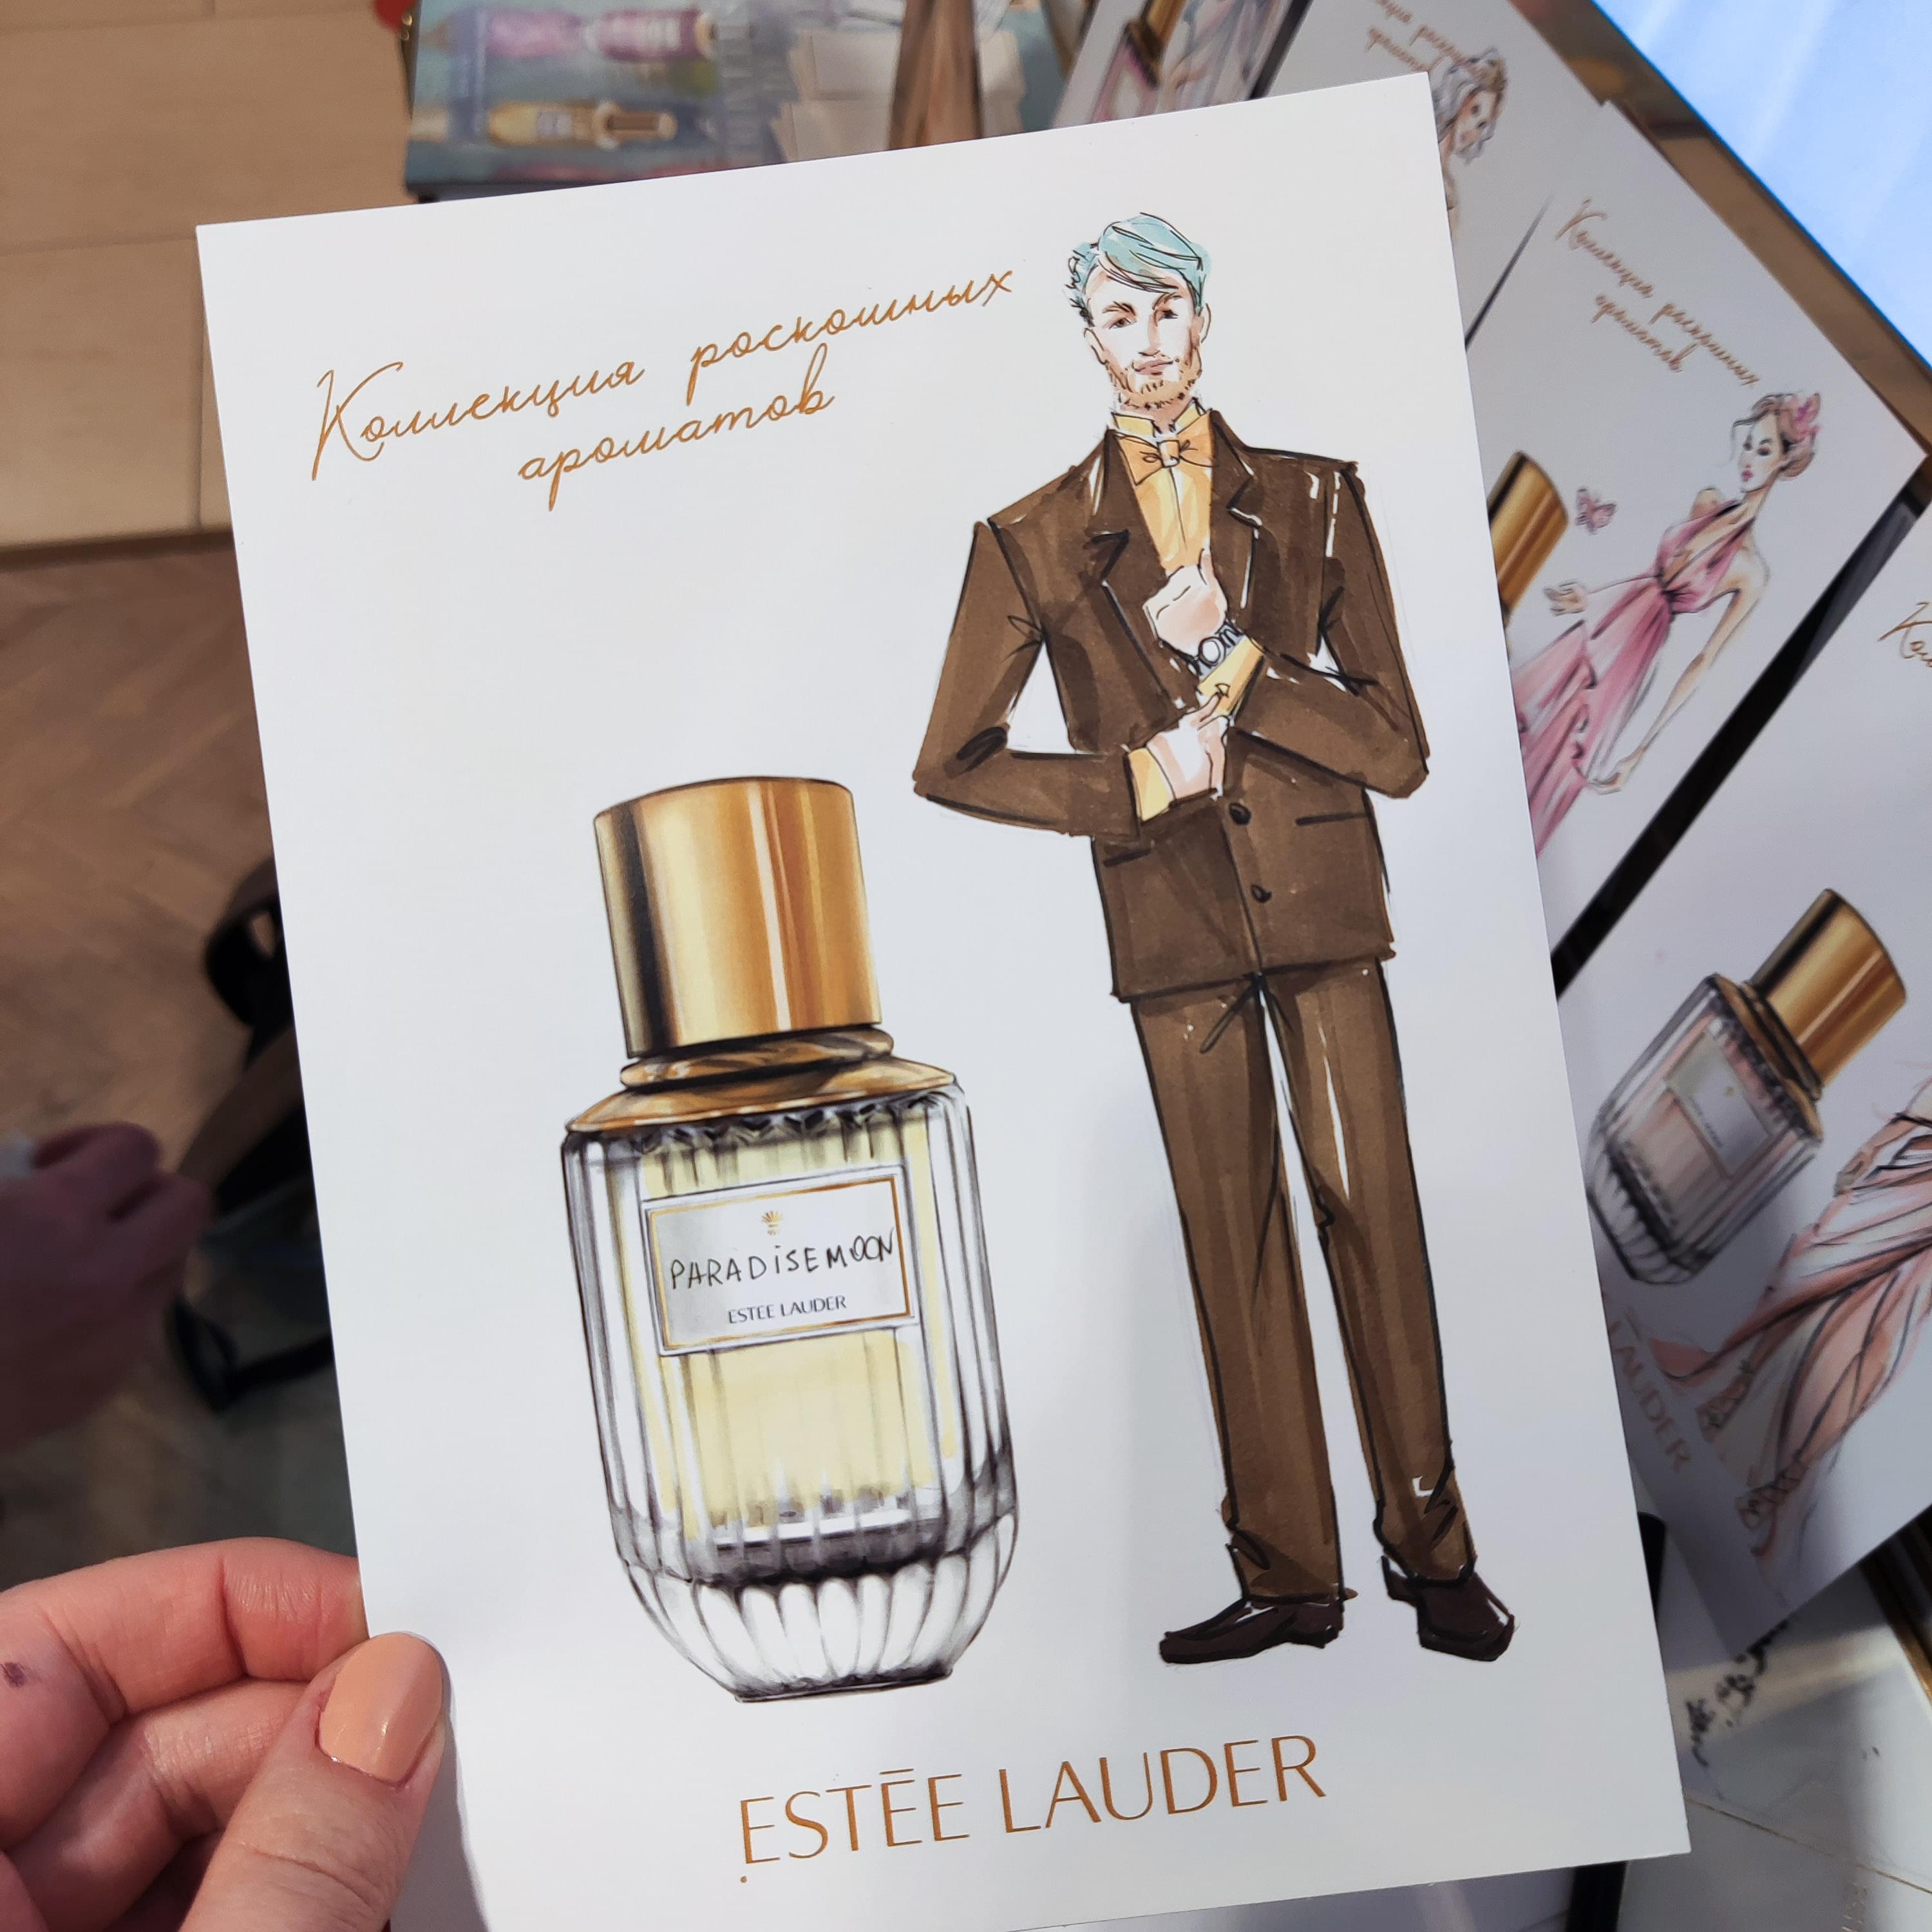 Коллекция роскошных
ароматов
PARADISEMOON
ESTEE LAUDER
ESTĒE LAUDER
Коллекция роскошных
ароматов
LAUDER